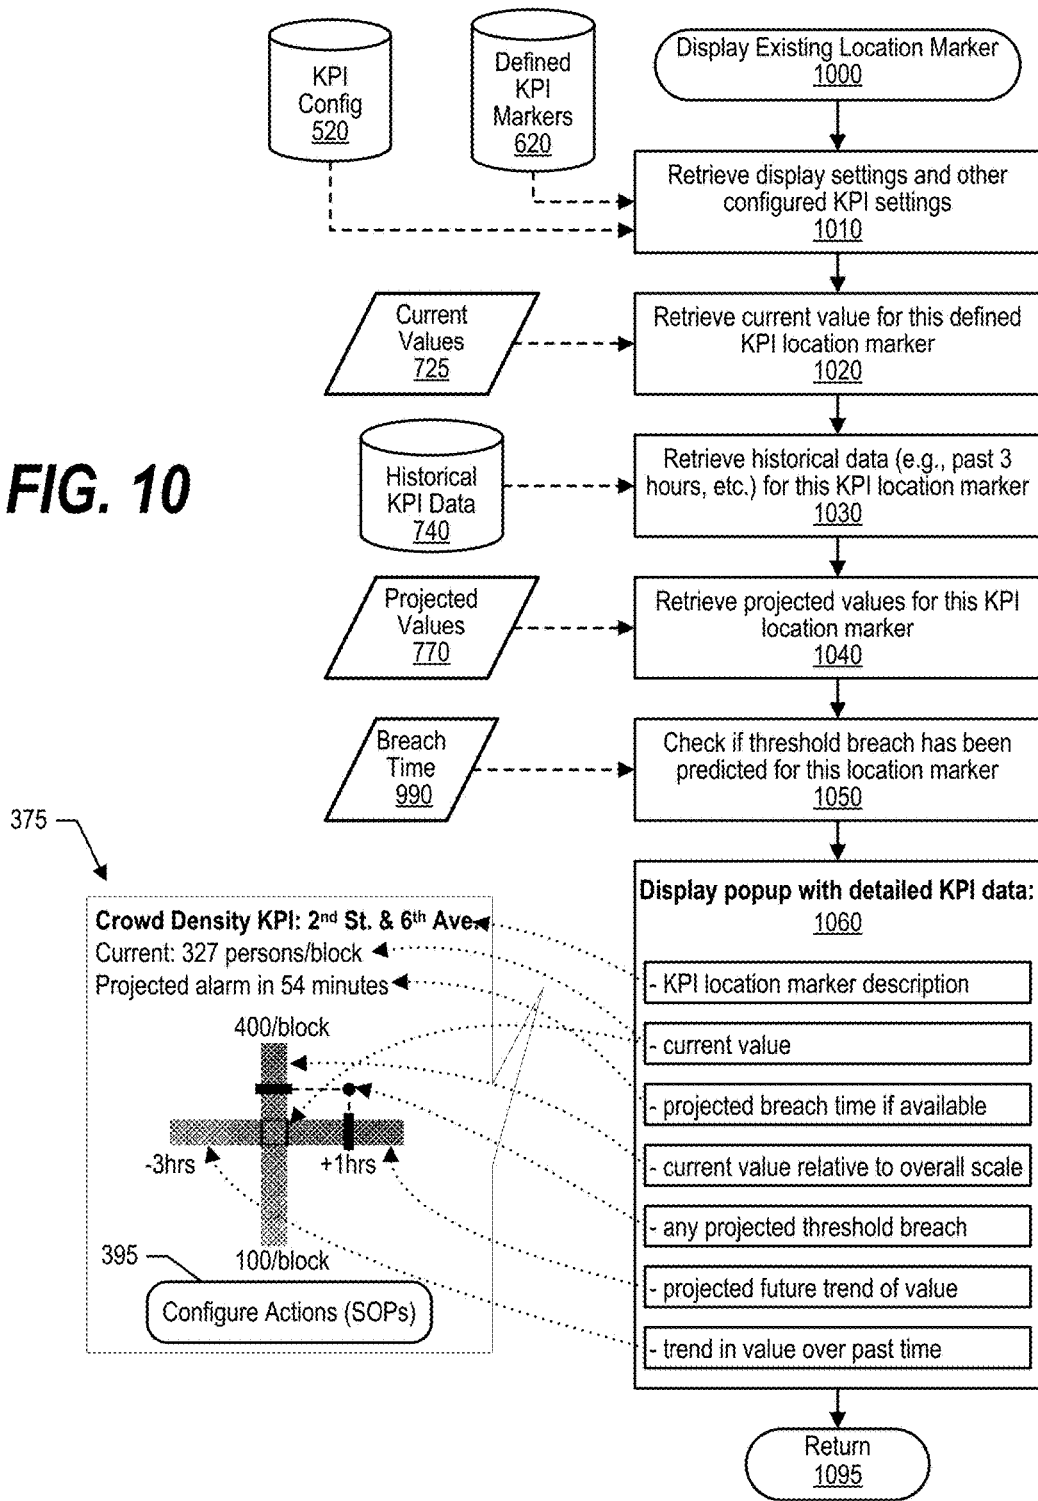 KPI
Config
520
Defined
KPI
Markers
620
Display Existing Location Marker
1000
Retrieve display settings and other
configured KPI settings
1010
Current
Values
725
Retrieve current value for this defined
KPI location marker
1020
FIG. 10
Historical
KPI Data
740
Retrieve historical data (e.g., past 3
hours, etc.) for this KPI location marker
1030
Projected
Values
770
Retrieve projected values for this KPI
location marker
1040
Breach
Time
990
Check if threshold breach has been
predicted for this location marker
1050
375
Crowd Density KPI: 2nd St. & 6th Ave.
Current: 327 persons/block
Projected alarm in 54 minutes
400/block
-3hrs
+1hrs
100/block
395
Configure Actions (SOPs)
Display popup with detailed KPI data:
1060
- KPI location marker description
- current value
- projected breach time if available
- current value relative to overall scale
- any projected threshold breach
- projected future trend of value
- trend in value over past time
Return
1095